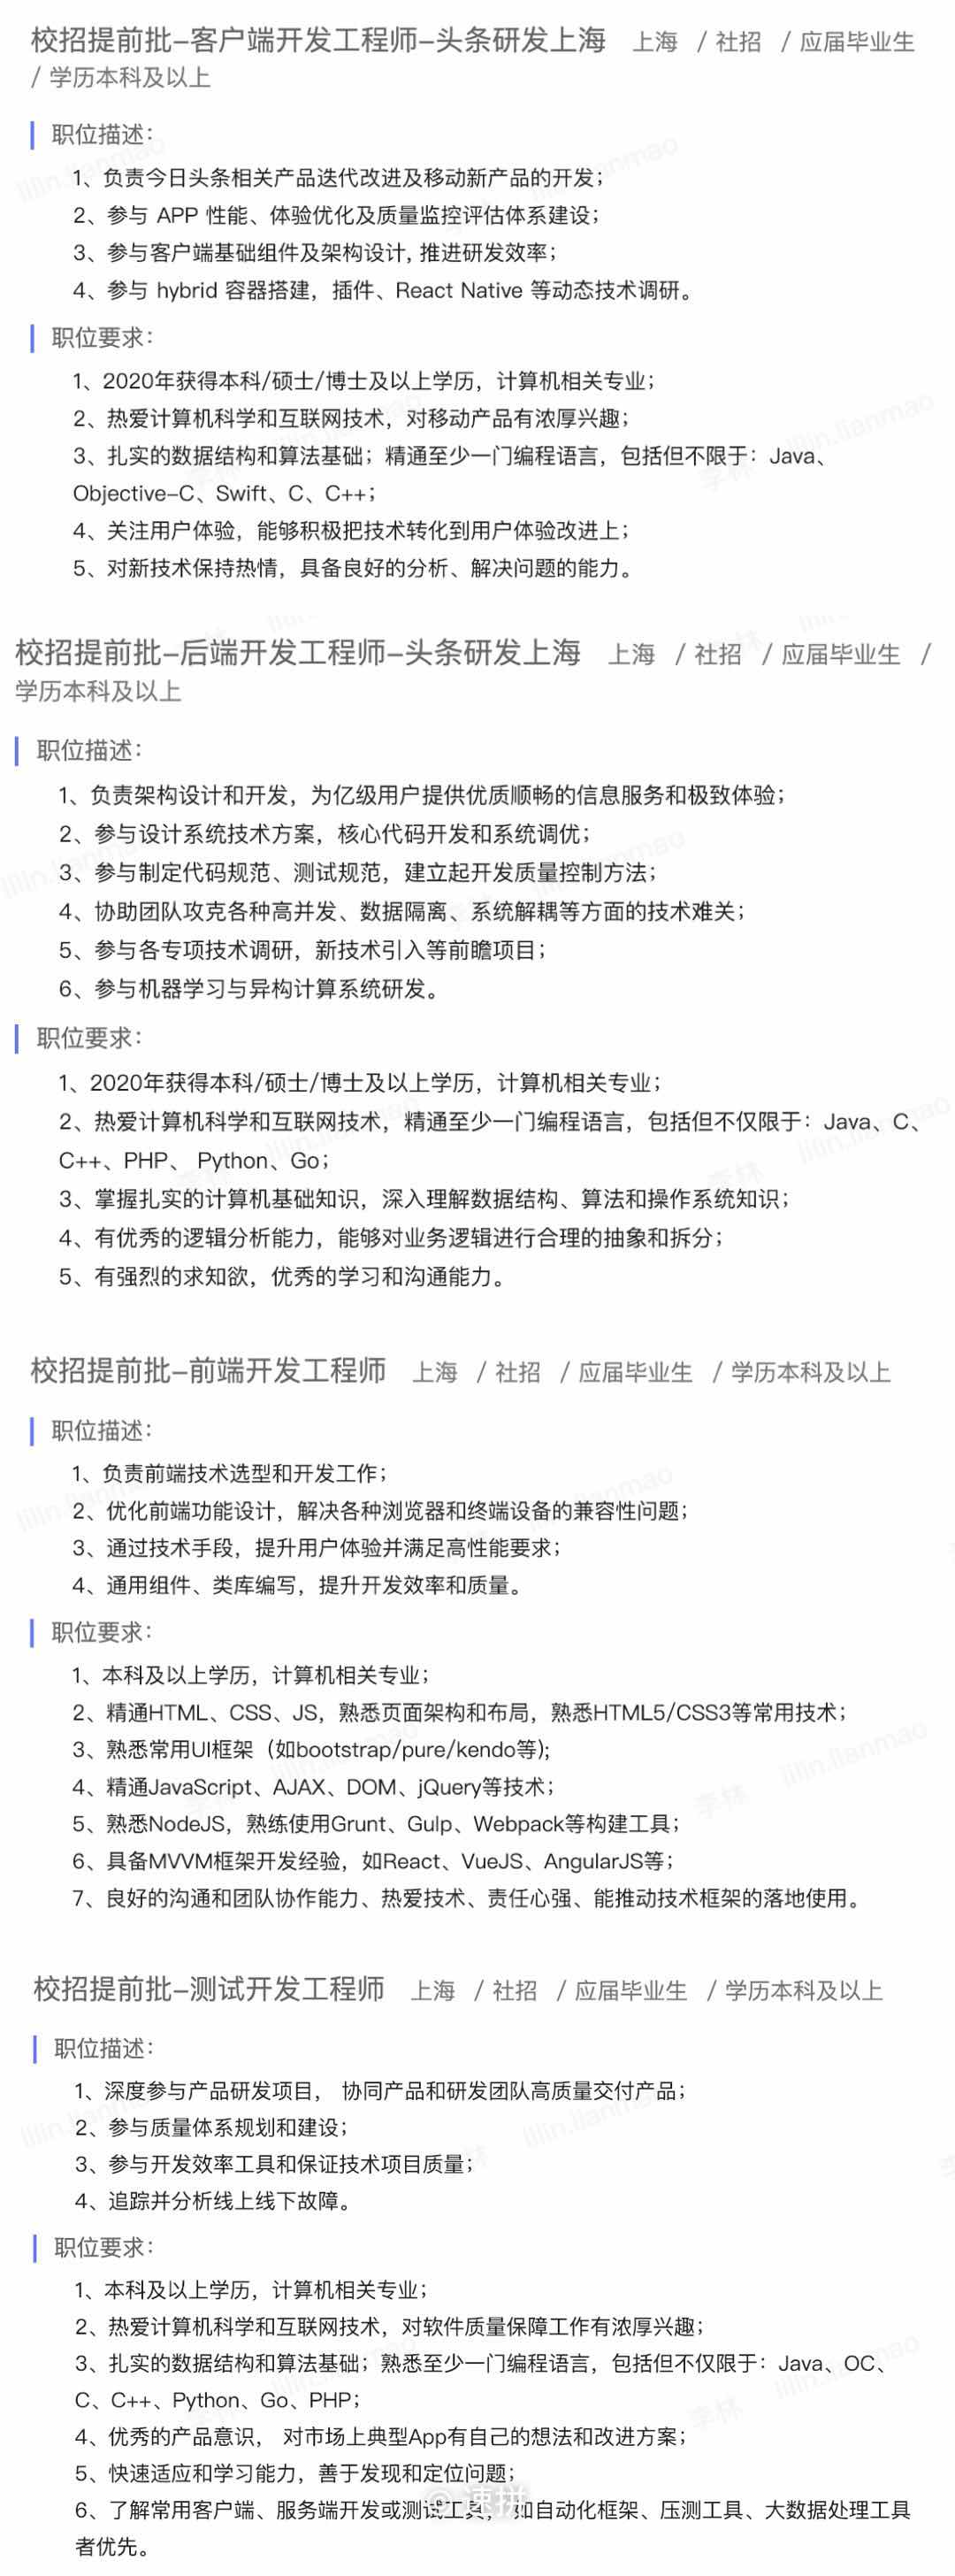 校招提前批-客户端开发工程师-头条研发上海 上海 / 社招 / 应届毕业生
/ 学历本科及以上
职位描述：
1、负责今日头条相关产品迭代改进及移动新产品的开发；
2、参与 APP 性能、体验优化及质量监控评估体系建设；
3、参与客户端基础组件及架构设计, 推进研发效率；
4、参与 hybrid 容器搭建，插件、React Native 等动态技术调研。
职位要求：
1、2020年获得本科/硕士/博士及以上学历，计算机相关专业；
2、热爱计算机科学和互联网技术，对移动产品有浓厚兴趣；
3、扎实的数据结构和算法基础；精通至少一门编程语言，包括但不限于：Java、
Objective-C、Swift、C、C++；
4、关注用户体验，能够积极把技术转化到用户体验改进上；
5、对新技术保持热情，具备良好的分析、解决问题的能力。
校招提前批-后端开发工程师-头条研发上海 上海 / 社招 / 应届毕业生 /
学历本科及以上
职位描述：
1、负责架构设计和开发，为亿级用户提供优质顺畅的信息服务和极致体验；
2、参与设计系统技术方案，核心代码开发和系统调优；
3、参与制定代码规范、测试规范，建立起开发质量控制方法；
4、协助团队攻克各种高并发、数据隔离、系统解耦等方面的技术难关；
5、参与各专项技术调研，新技术引入等前瞻项目；
6、参与机器学习与异构计算系统研发。
职位要求：
1、2020年获得本科/硕士/博士及以上学历，计算机相关专业；
2、热爱计算机科学和互联网技术，精通至少一门编程语言，包括但不仅限于：Java、C、
C++、PHP、 Python、Go；
3、掌握扎实的计算机基础知识，深入理解数据结构、算法和操作系统知识；
4、有优秀的逻辑分析能力，能够对业务逻辑进行合理的抽象和拆分；
5、有强烈的求知欲，优秀的学习和沟通能力。
校招提前批-前端开发工程师 上海 / 社招 / 应届毕业生 / 学历本科及以上
职位描述：
1、负责前端技术选型和开发工作；
2、优化前端功能设计，解决各种浏览器和终端设备的兼容性问题；
3、通过技术手段，提升用户体验并满足高性能要求；
4、通用组件、类库编写，提升开发效率和质量。
职位要求：
1、本科及以上学历，计算机相关专业；
2、精通HTML、CSS、JS，熟悉页面架构和布局，熟悉HTML5/CSS3等常用技术；
3、熟悉常用UI框架（如bootstrap/pure/kendo等);
4、精通JavaScript、AJAX、DOM、jQuery等技术；
5、熟悉NodeJS，熟练使用Grunt、Gulp、Webpack等构建工具；
6、具备MVVM框架开发经验，如React、VueJS、AngularJS等；
7、良好的沟通和团队协作能力、热爱技术、责任心强、能推动技术框架的落地使用。
校招提前批-测试开发工程师 上海 / 社招 / 应届毕业生 / 学历本科及以上
职位描述：
1、深度参与产品研发项目， 协同产品和研发团队高质量交付产品；
2、参与质量体系规划和建设；
3、参与开发效率工具和保证技术项目质量；
4、追踪并分析线上线下故障。
职位要求：
1、本科及以上学历，计算机相关专业；
2、热爱计算机科学和互联网技术，对软件质量保障工作有浓厚兴趣；
3、扎实的数据结构和算法基础；熟悉至少一门编程语言，包括但不仅限于：Java、OC、
C、C++、Python、Go、PHP；
4、优秀的产品意识， 对市场上典型App有自己的想法和改进方案；
5、快速适应和学习能力，善于发现和定位问题；
6、了解常用客户端、服务端开发或测试工具，如自动化框架、压测工具、大数据处理工具
者优先。
@速拼